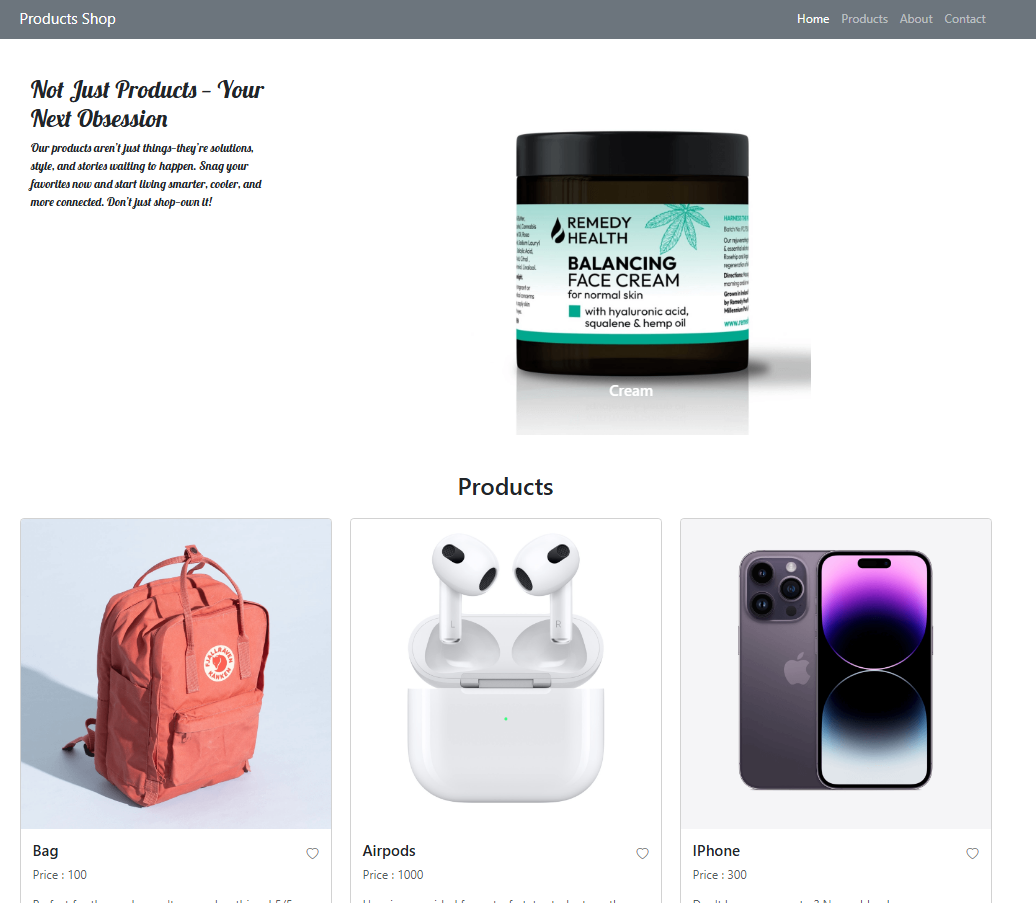 Products Shop
Home Products About Contact
Not Just Products – Your
Next Obsession
Our products aren't just things—they're solutions,
style, and stories waiting to happen. Snag your
favorites now and start living smarter, cooler, and
more connected. Don't just shop—own it!
REMEDY
HEALTH
BALANCING
FACE CREAM
for normal skin
with hyaluronic acid,
squalene & hemp oil
Cream
Products
FJÄLLRÄVEN
KÅNKEN
L
R
Bag
Price : 100
Airpods
Price : 1000
IPhone
Price : 300